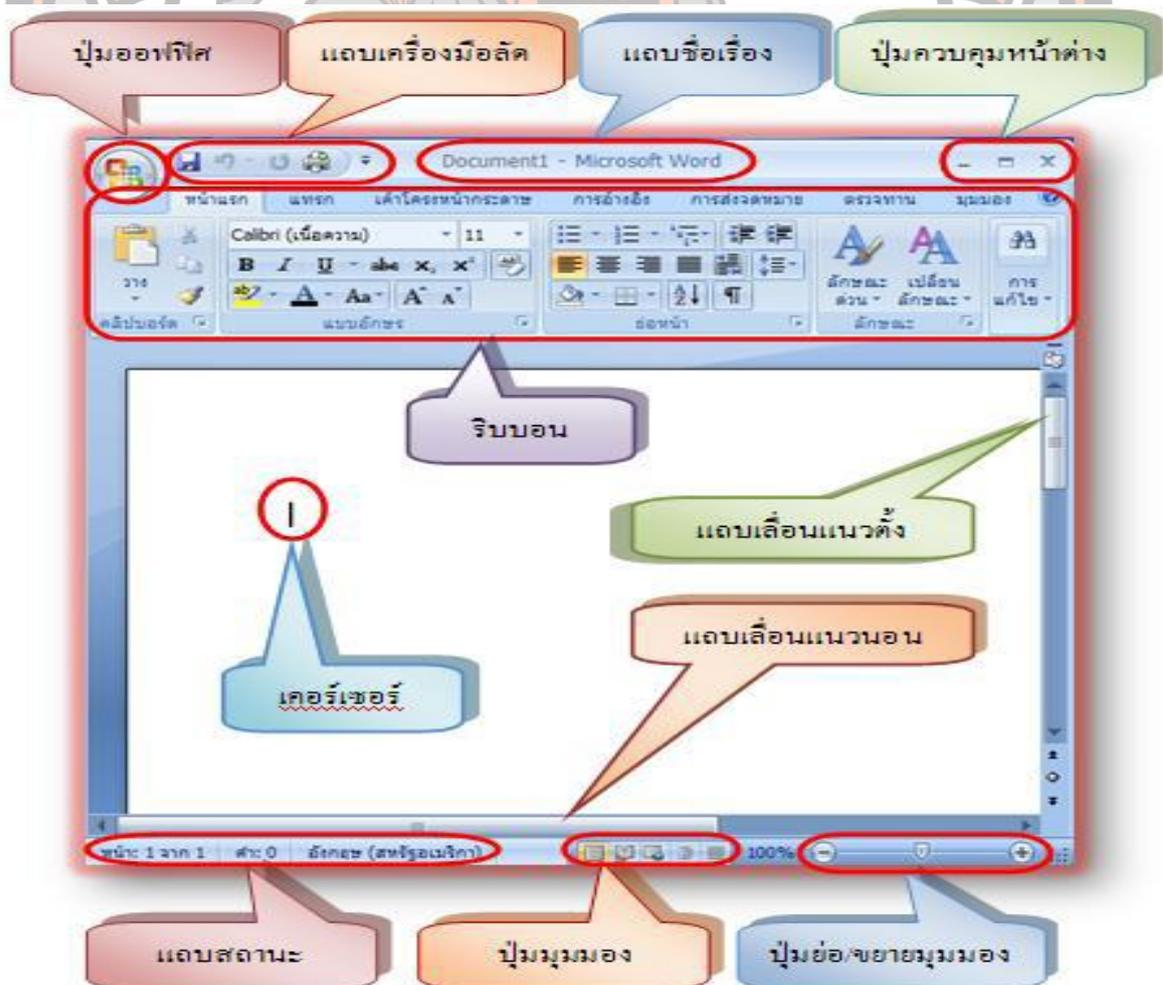 ปุ่มออฟฟิศ
แถบเครื่องมือลัด
แถบชื่อเรื่อง
ปุ่มควบคุมหน้าต่าง
Document1 - Microsoft Word
หน้าแรก แทรก เค้าโครงหน้ากระดาษ การอ้างอิง การส่งจดหมาย ตรวจทาน มุมมอง
วาง
Calibri (เนื้อความ) 11
B I U abc x, x²
Aa A A
ลักษณะด่วน
เปลี่ยนลักษณะ
การแก้ไข
คลิปบอร์ด แบบอักษร ย่อหน้า ลักษณะ
ริบบอน
แถบเลื่อนแนวตั้ง
แถบเลื่อนแนวนอน
เคอร์เซอร์
หน้า: 1 จาก 1 คำ: 0 อังกฤษ (สหรัฐอเมริกา) 100%
แถบสถานะ
ปุ่มมุมมอง
ปุ่มย่อ/ขยายมุมมอง